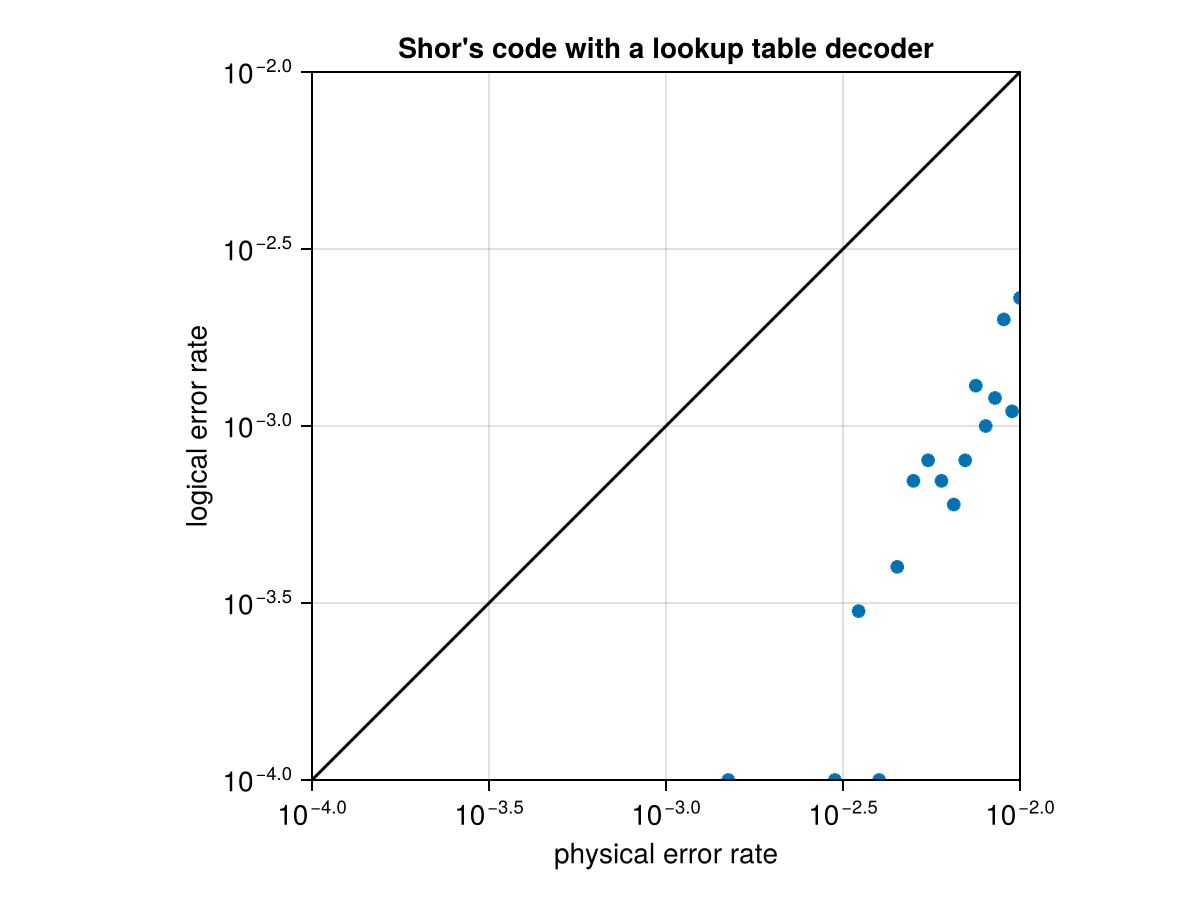 Shor's code with a lookup table decoder
10^−2.0
10^−2.5
10^−3.0
10^−3.5
10^−4.0
logical error rate
10^−4.0 10^−3.5 10^−3.0 10^−2.5 10^−2.0
physical error rate